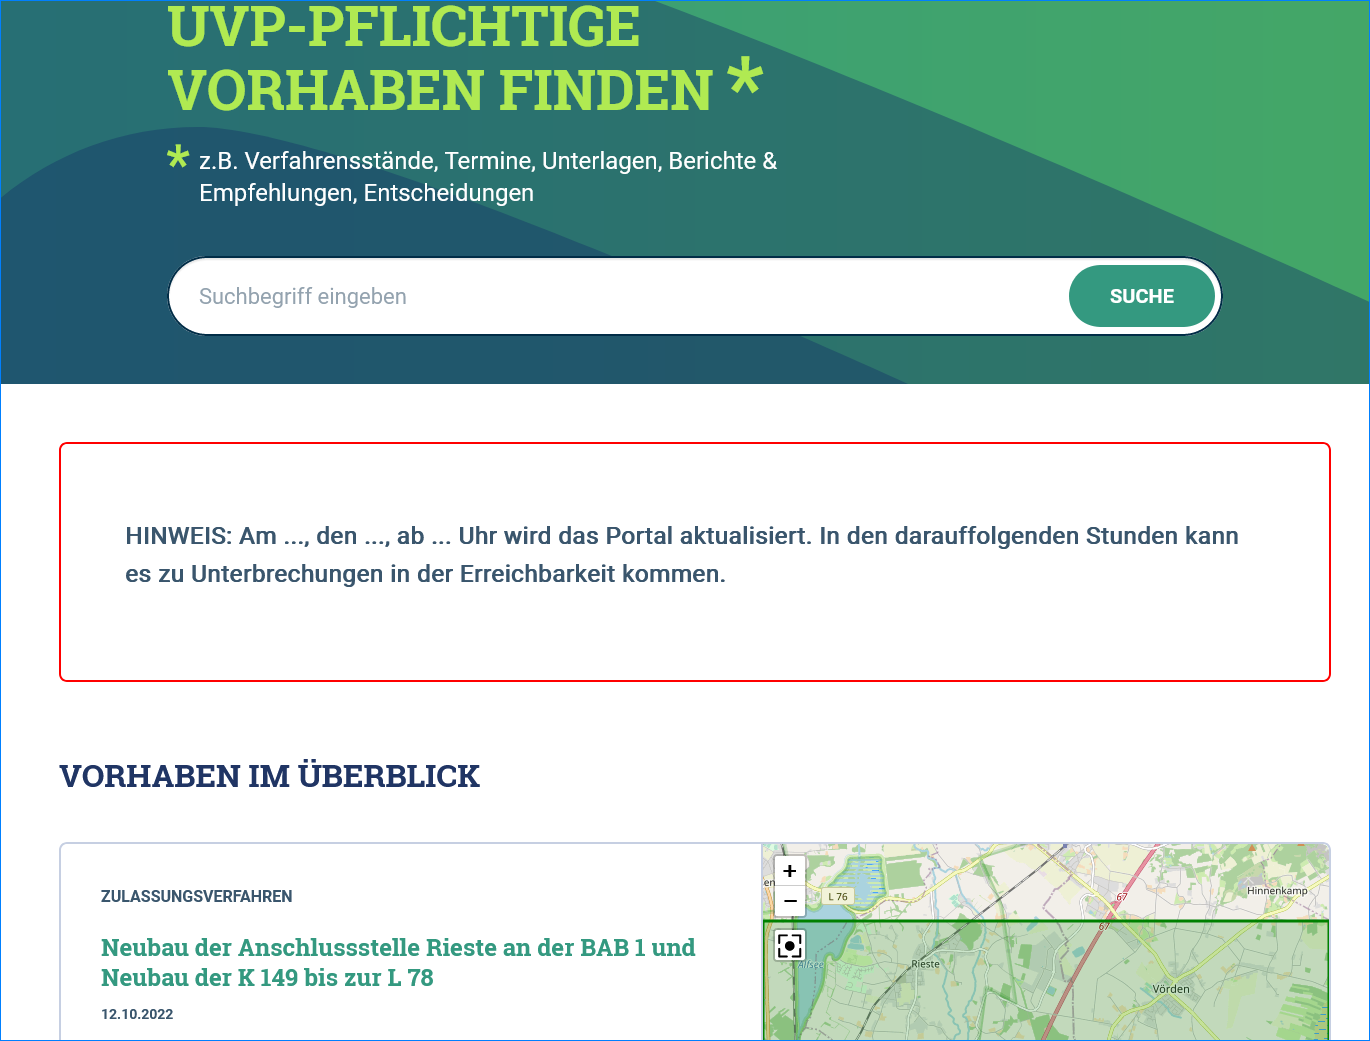 UVP-PFLICHTIGE
VORHABEN FINDEN *
* z.B. Verfahrensstände, Termine, Unterlagen, Berichte &
Empfehlungen, Entscheidungen
Suchbegriff eingeben
SUCHE
HINWEIS: Am ..., den ..., ab ... Uhr wird das Portal aktualisiert. In den darauffolgenden Stunden kann
es zu Unterbrechungen in der Erreichbarkeit kommen.
VORHABEN IM ÜBERBLICK
ZULASSUNGSVERFAHREN
Neubau der Anschlussstelle Rieste an der BAB 1 und
Neubau der K 149 bis zur L 78
12.10.2022
+
−
en
L 76
67
Hinnenkamp
67
Alfsee
Rieste
Vörden